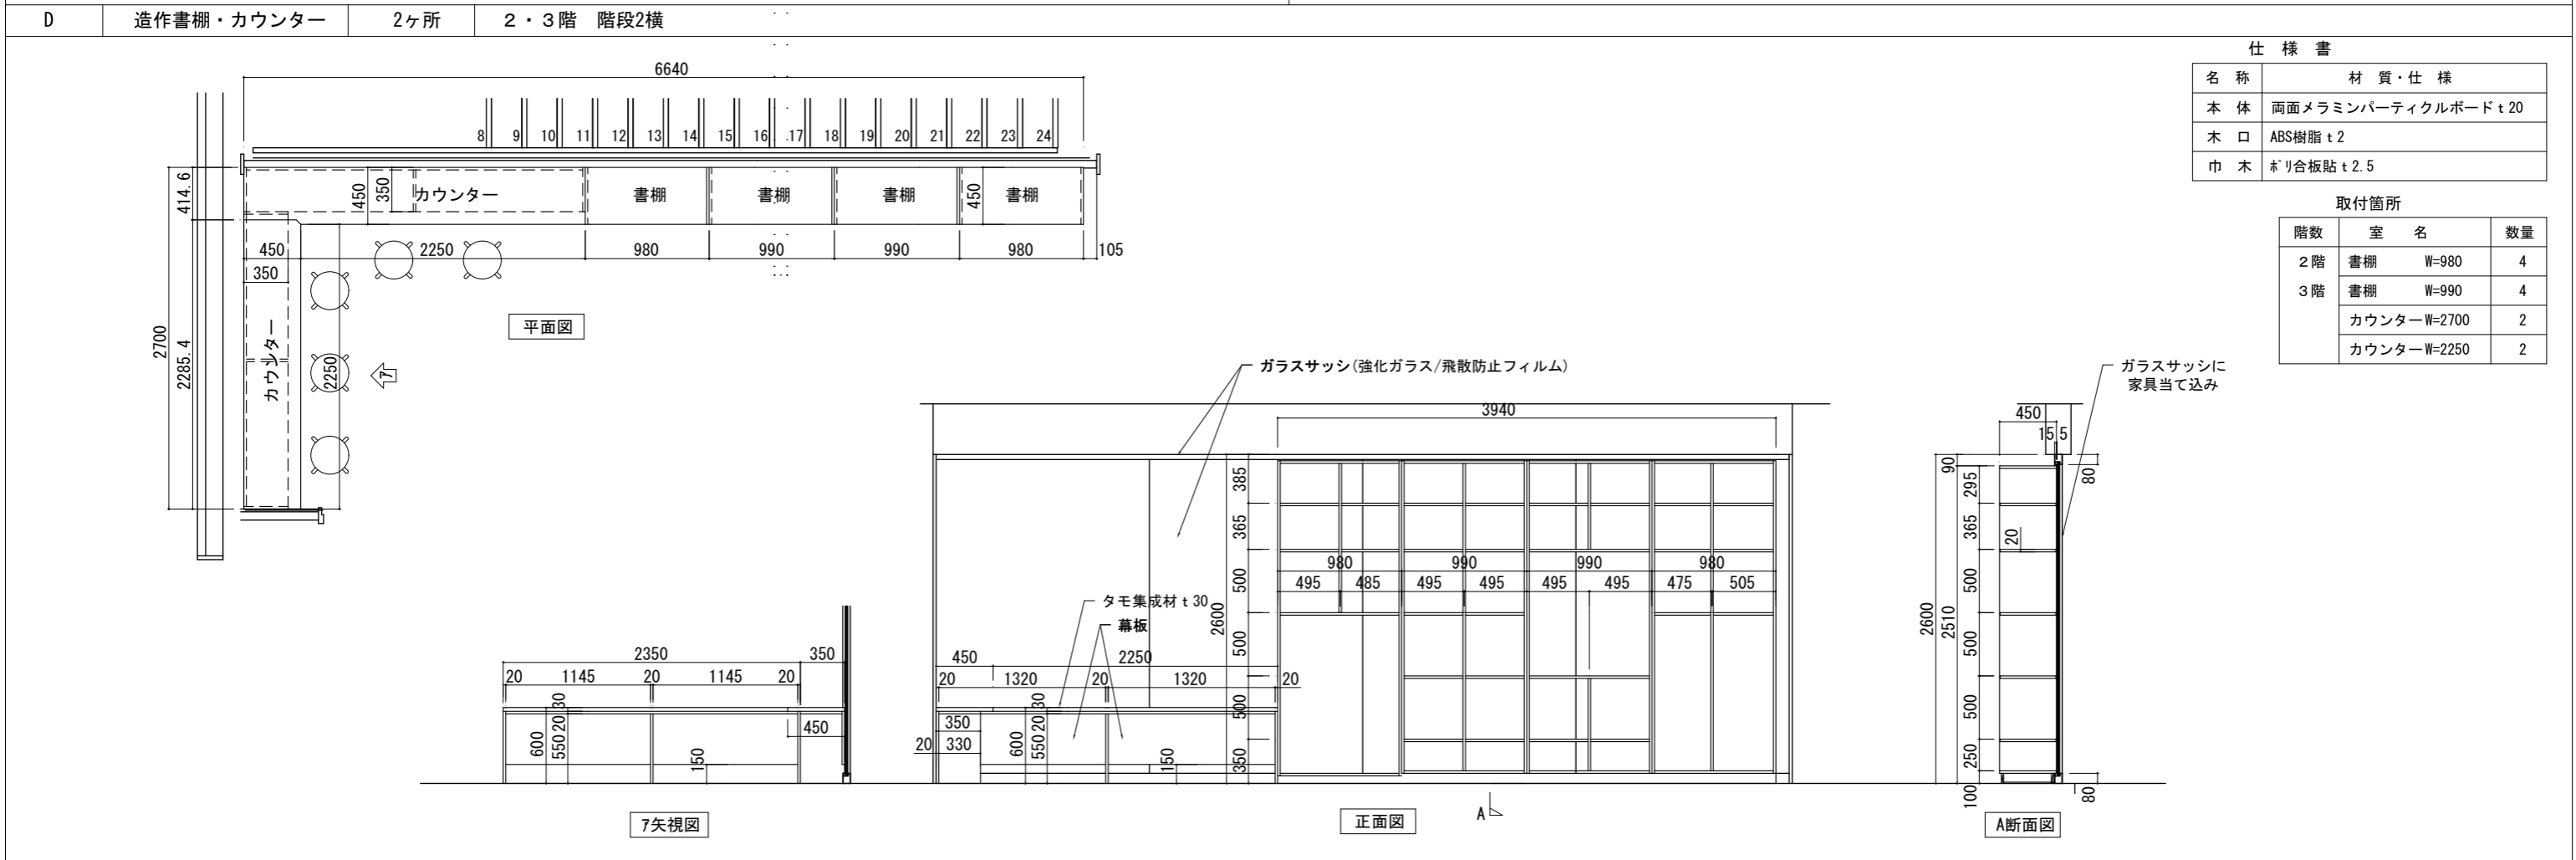 D 造作書棚・カウンター 2ヶ所 2・3階 階段2横
仕 様 書
名 称 材 質・仕 様
本 体 両面メラミンパーティクルボードｔ20
木 口 ABS樹脂ｔ2
巾 木 ﾎﾟﾘ合板貼ｔ2.5
取付箇所
階数 室 名 数量
2階 書棚 W=980 4
3階 書棚 W=990 4
カウンターW=2700 2
カウンターW=2250 2
6640
8 9 10 11 12 13 14 15 16 17 18 19 20 21 22 23 24
414.6
450 350 カウンター 書棚 書棚 書棚 450 書棚
450 2250 980 990 990 980 105
350
2700
2285.4
カウンター
2250
ア
平面図
ガラスサッシ(強化ガラス/飛散防止フィルム)
タモ集成材ｔ30
幕板
2350 350
20 1145 20 1145 20
30
20
600
550
150
450
ア矢視図
3940
385
365
500
500
500
350
2600
980 990 990 980
495 485 495 495 495 495 475 505
450 2250
20 1320 20 1320 20
30
20
350
20 330
600
550
150
正面図
A
ガラスサッシに
家具当て込み
450
15 5
90
80
295
365
20
500
500
500
250
100
2600
2510
80
A断面図